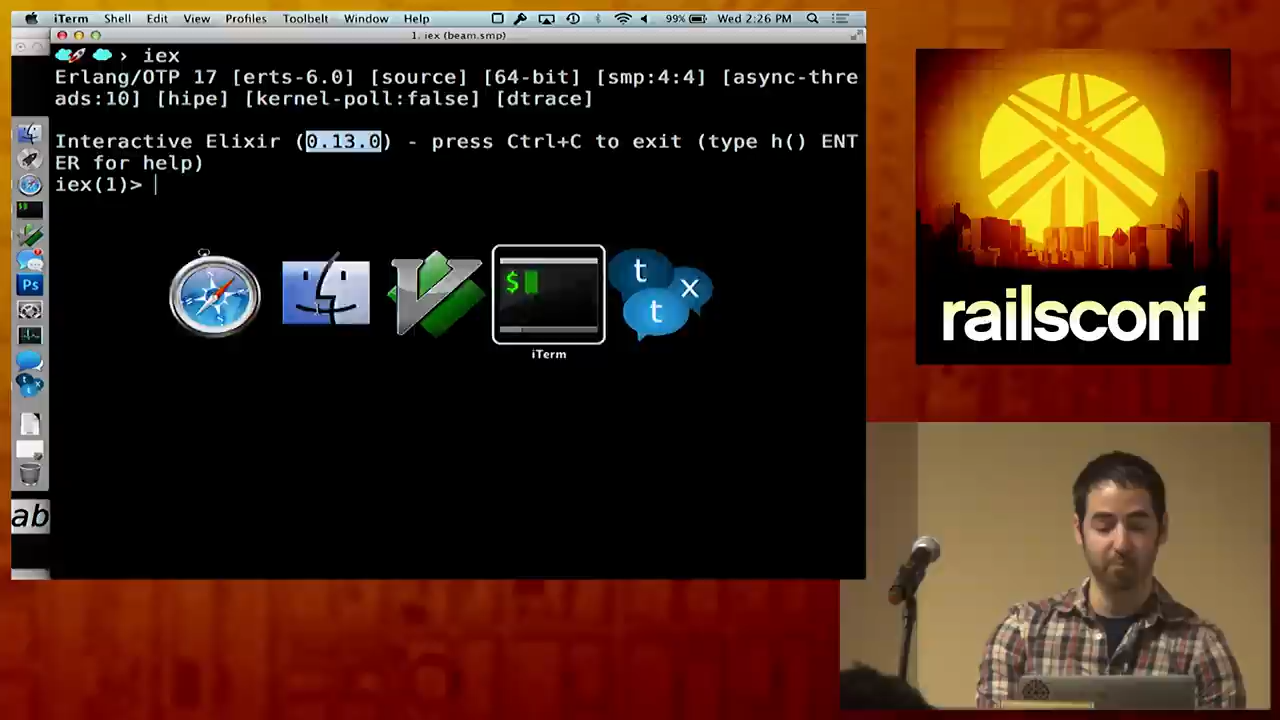 iTerm Shell Edit View Profiles Toolbelt Window Help 99% Wed 2:26 PM
1. iex (beam.smp)
› iex
Erlang/OTP 17 [erts-6.0] [source] [64-bit] [smp:4:4] [async-thre
ads:10] [hipe] [kernel-poll:false] [dtrace]
Interactive Elixir (0.13.0) - press Ctrl+C to exit (type h() ENT
ER for help)
iex(1)>
$
t
x
t
iTerm
Ps
t
x
t
ab
railsconf